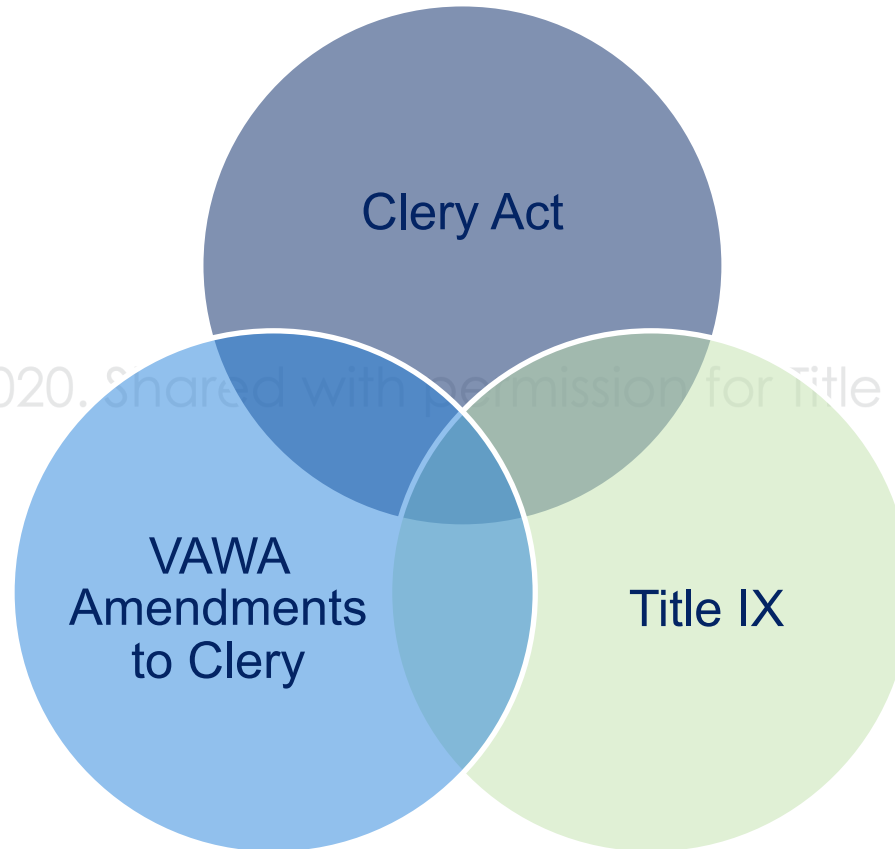 Clery Act
020. Shared with permission for Title
VAWA
Amendments
to Clery
Title IX